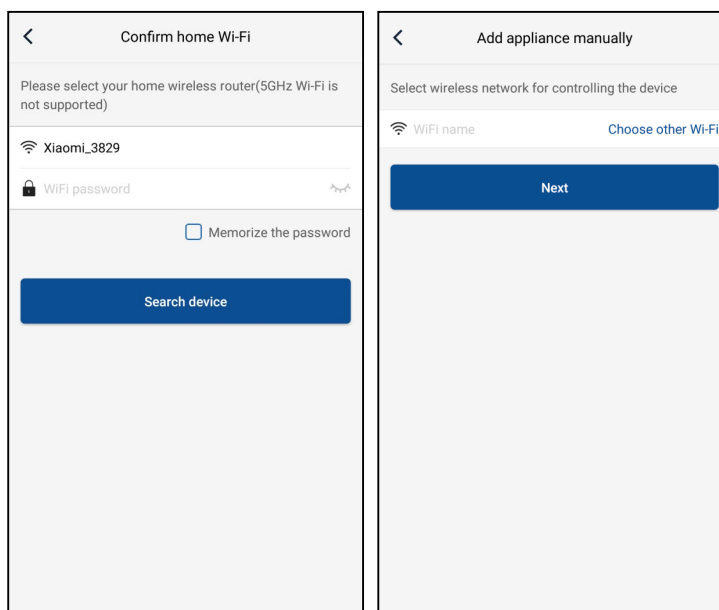 Confirm home Wi-Fi
Please select your home wireless router(5GHz Wi-Fi is
not supported)
Xiaomi_3829
WiFi password
Memorize the password
Search device
Add appliance manually
Select wireless network for controlling the device
WiFi name
Choose other Wi-Fi
Next